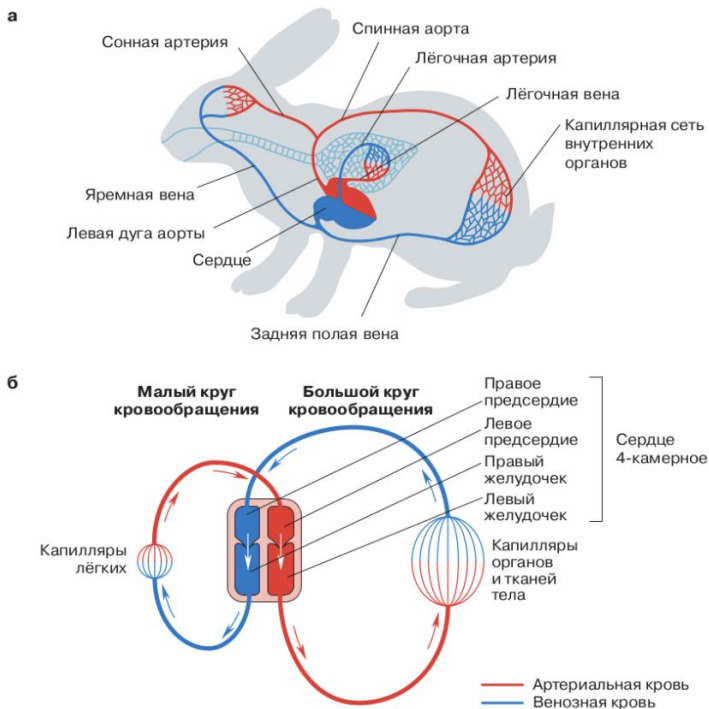 а
Сонная артерия
Спинная аорта
Лёгочная артерия
Лёгочная вена
Капиллярная сеть
внутренних
органов
Яремная вена
Левая дуга аорты
Сердце
Задняя полая вена
б
Малый круг
кровообращения
Большой круг
кровообращения
Правое
предсердие
Левое
предсердие
Правый
желудочек
Левый
желудочек
Сердце
4-камерное
Капилляры
лёгких
Капилляры
органов
и тканей
тела
Артериальная кровь
Венозная кровь